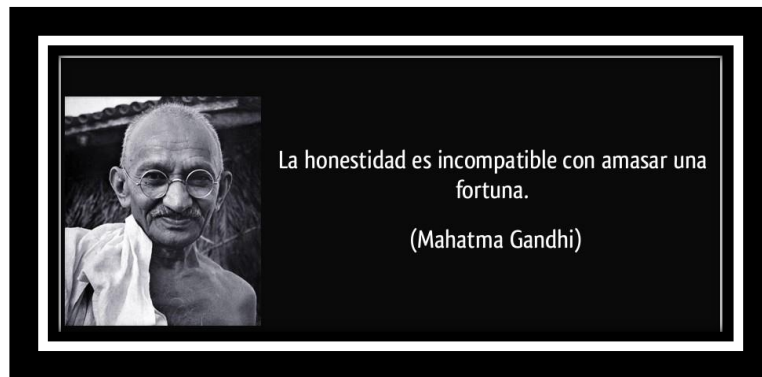 La honestidad es incompatible con amasar una
fortuna.
(Mahatma Gandhi)